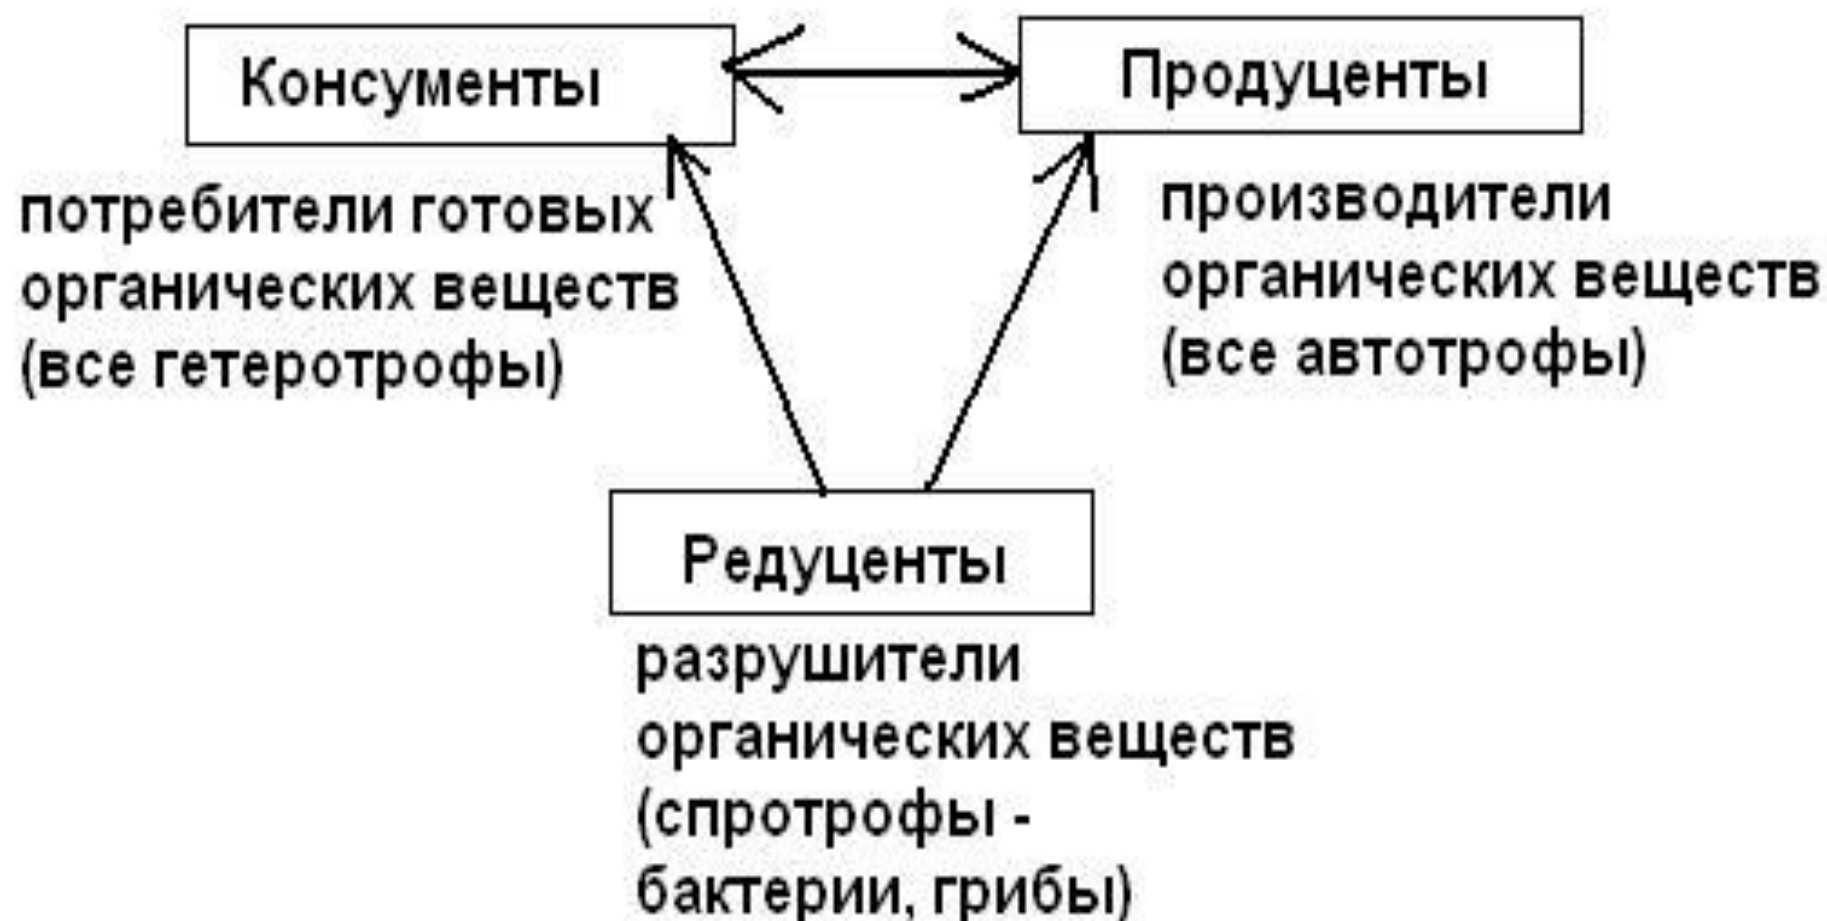 Консументы
Продуценты
потребители готовых
органических веществ
(все гетеротрофы)
производители
органических веществ
(все автотрофы)
Редуценты
разрушители
органических веществ
(спротрофы -
бактерии, грибы)